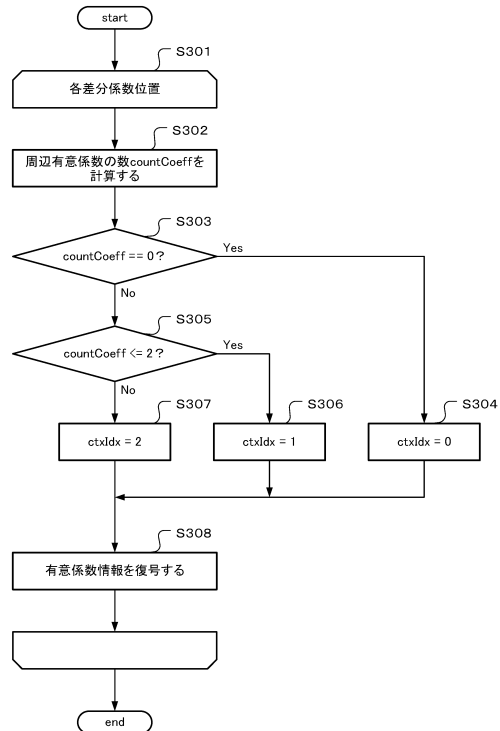 start
S301
各差分係数位置
S302
周辺有意係数の数countCoeffを
計算する
S303
countCoeff == 0？
Yes
No
S305
countCoeff <= 2？
Yes
No
S307
S306
S304
ctxIdx = 2
ctxIdx = 1
ctxIdx = 0
S308
有意係数情報を復号する
end